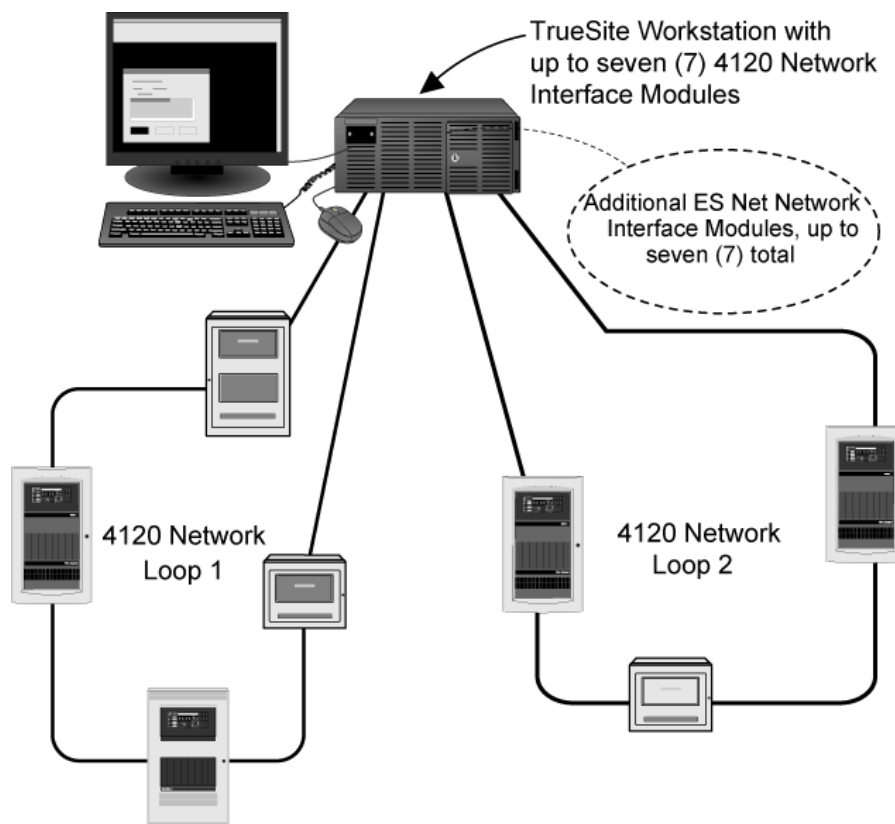 TrueSite Workstation with
up to seven (7) 4120 Network
Interface Modules
Additional ES Net Network
Interface Modules, up to
seven (7) total
4120 Network
Loop 1
4120 Network
Loop 2